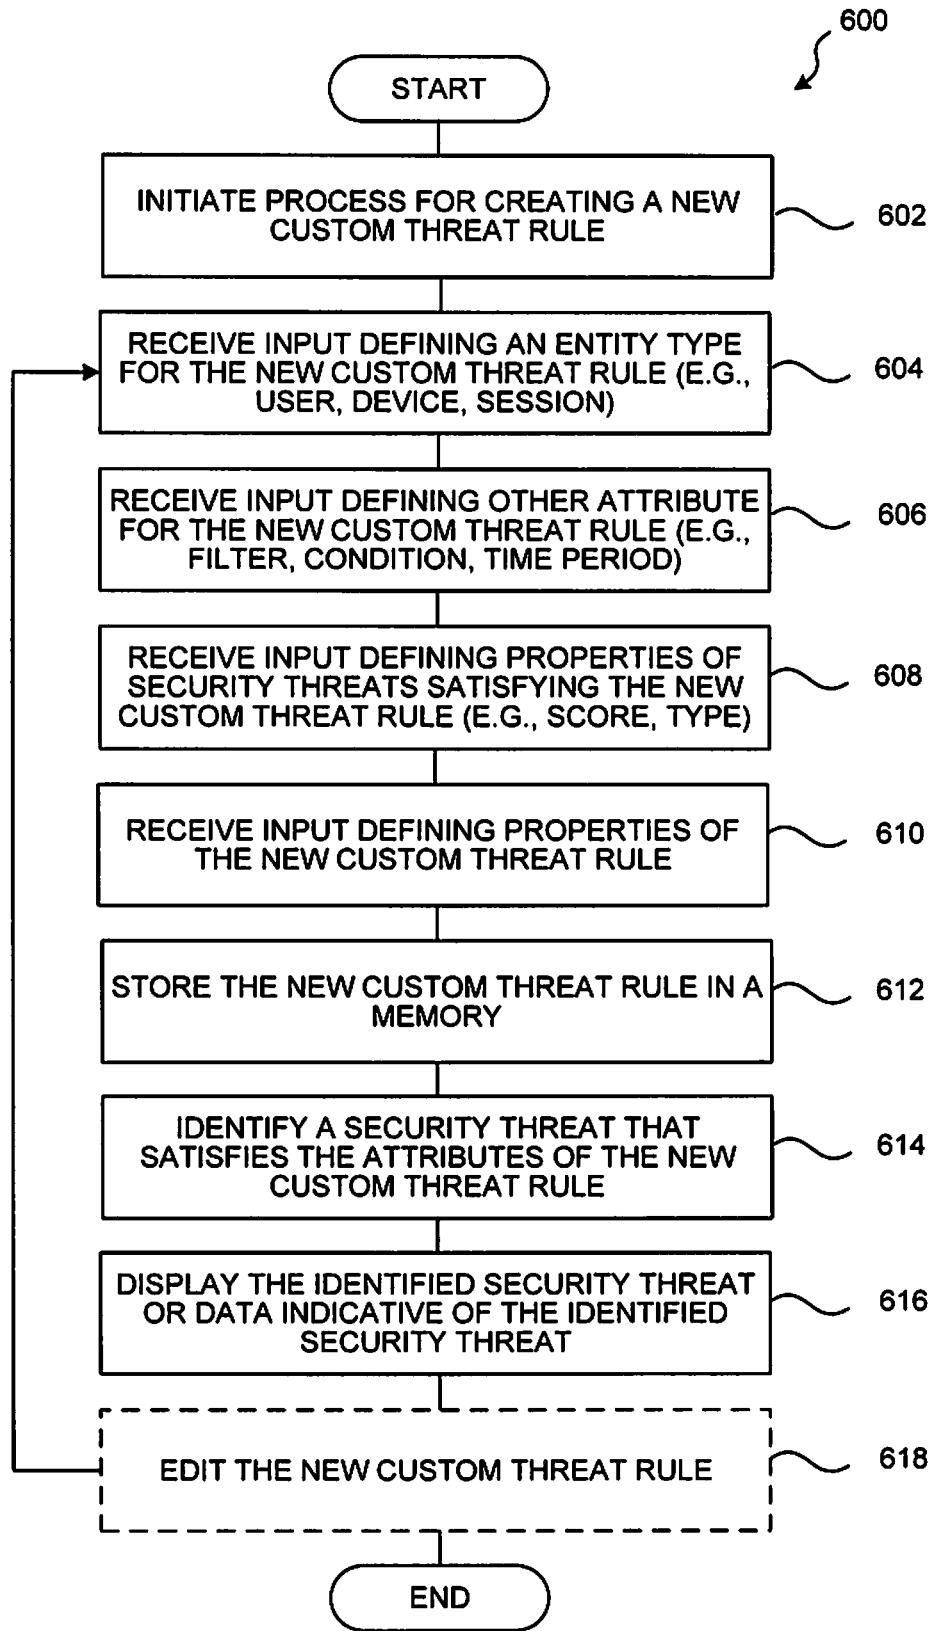 600
START
INITIATE PROCESS FOR CREATING A NEW
CUSTOM THREAT RULE
602
RECEIVE INPUT DEFINING AN ENTITY TYPE
FOR THE NEW CUSTOM THREAT RULE (E.G.,
USER, DEVICE, SESSION)
604
RECEIVE INPUT DEFINING OTHER ATTRIBUTE
FOR THE NEW CUSTOM THREAT RULE (E.G.,
FILTER, CONDITION, TIME PERIOD)
606
RECEIVE INPUT DEFINING PROPERTIES OF
SECURITY THREATS SATISFYING THE NEW
CUSTOM THREAT RULE (E.G., SCORE, TYPE)
608
RECEIVE INPUT DEFINING PROPERTIES OF
THE NEW CUSTOM THREAT RULE
610
STORE THE NEW CUSTOM THREAT RULE IN A
MEMORY
612
IDENTIFY A SECURITY THREAT THAT
SATISFIES THE ATTRIBUTES OF THE NEW
CUSTOM THREAT RULE
614
DISPLAY THE IDENTIFIED SECURITY THREAT
OR DATA INDICATIVE OF THE IDENTIFIED
SECURITY THREAT
616
EDIT THE NEW CUSTOM THREAT RULE
618
END